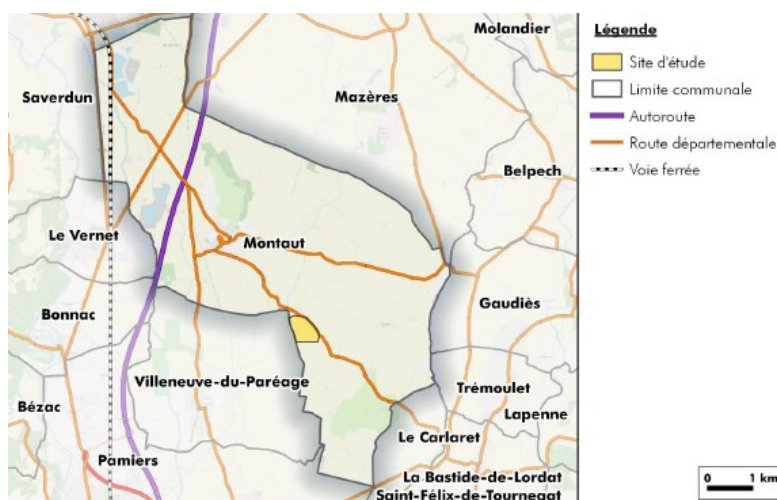 Molandier
Saverdun
Mazères
Belpech
Le Vernet
Montaut
Gaudiès
Bonnac
Villeneuve-du-Paréage
Trémoulet
Bézac
Lapenne
Le Carlaret
Pamiers
La Bastide-de-Lordat
Saint-Félix-de-Tournegat
Légende
Site d'étude
Limite communale
Autoroute
Route départementale
Voie ferrée
0 1 km